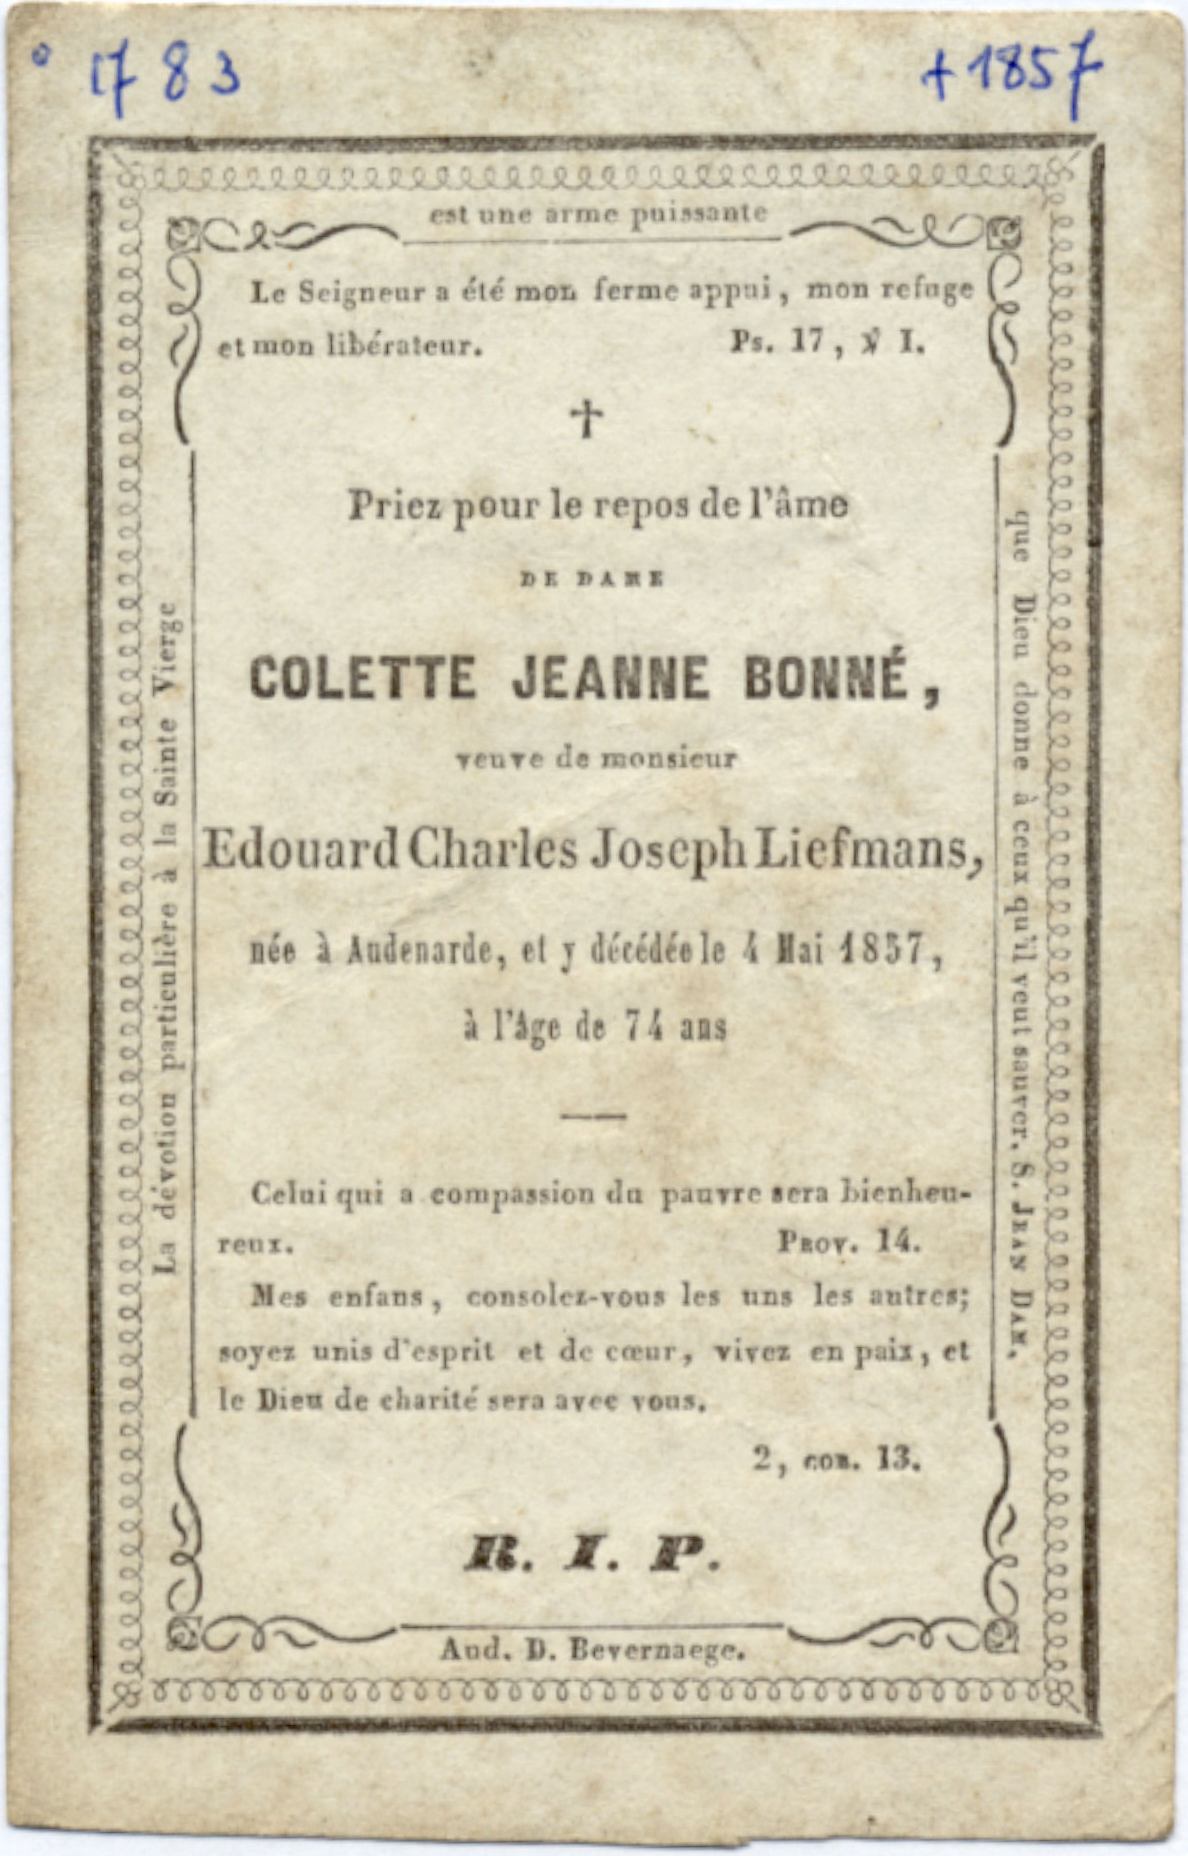 ° 1783
+ 1857
La dévotion particulière à la Sainte Vierge
est une arme puissante
que Dieu donne à ceux qu'il veut sauver. S. JEAN DAM.
Le Seigneur a été mon ferme appui, mon refuge
et mon libérateur. Ps. 17, ℣ I.
†
Priez pour le repos de l'âme
DE DAME
COLETTE JEANNE BONNÉ,
veuve de monsieur
Edouard Charles Joseph Liefmans,
née à Audenarde, et y décédée le 4 Mai 1857,
à l'âge de 74 ans
Celui qui a compassion du pauvre sera bienheu-
reux. PROV. 14.
Mes enfans, consolez-vous les uns les autres;
soyez unis d'esprit et de cœur, vivez en paix, et
le Dieu de charité sera avec vous.
2, COR. 13.
R. I. P.
Aud. D. Bevernaege.